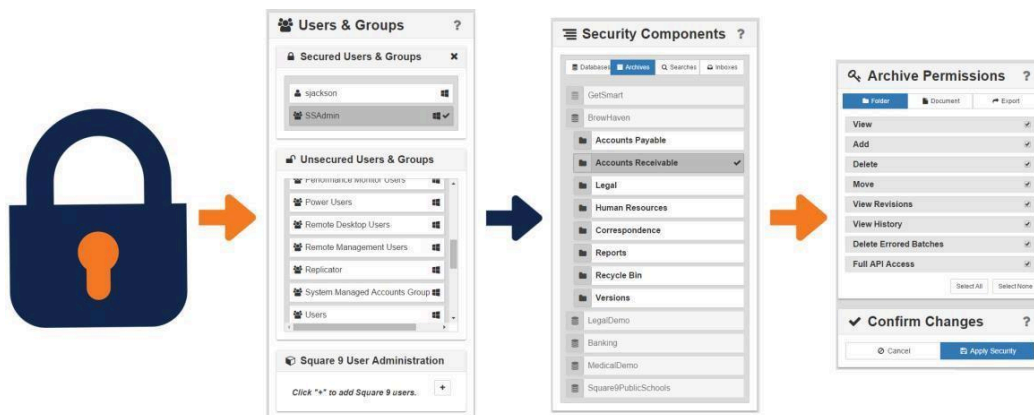 Users & Groups ?
Secured Users & Groups
sjackson
SSAdmin
Unsecured Users & Groups
Performance Monitor Users
Power Users
Remote Desktop Users
Remote Management Users
Replicator
System Managed Accounts Group
Users
Square 9 User Administration
Click "+" to add Square 9 users. +
Security Components ?
Databases Archives Searches Inboxes
GetSmart
BrewHaven
Accounts Payable
Accounts Receivable
Legal
Human Resources
Correspondence
Reports
Recycle Bin
Versions
LegalDemo
Banking
MedicalDemo
Square9PublicSchools
Archive Permissions ?
Folder Document Export
View
Add
Delete
Move
View Revisions
View History
Delete Errored Batches
Full API Access
Select All Select None
Confirm Changes ?
Cancel Apply Security